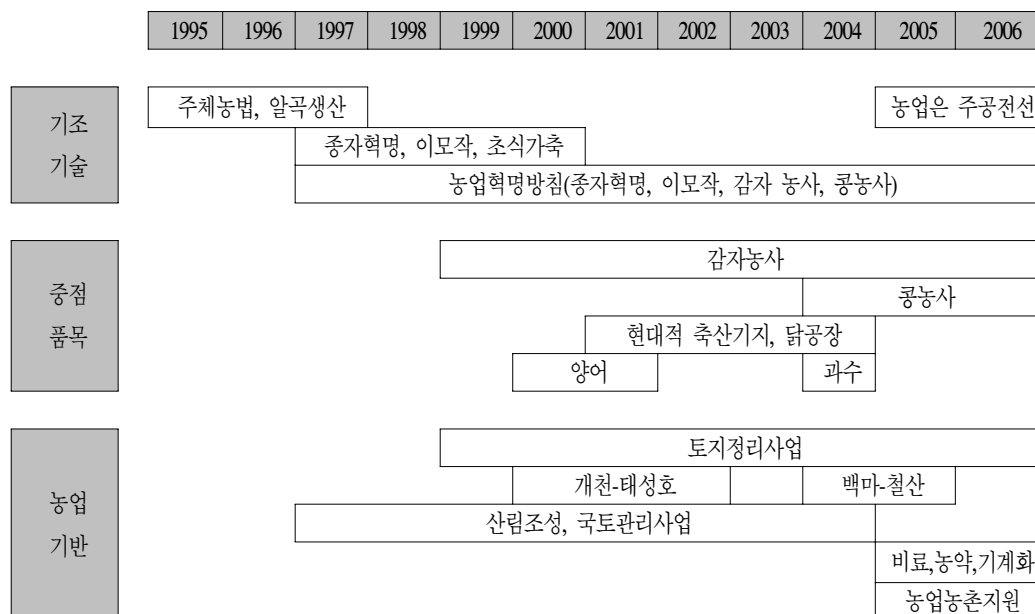 1995 1996 1997 1998 1999 2000 2001 2002 2003 2004 2005 2006
기조
기술
주체농법, 알곡생산
농업은 주공전선
종자혁명, 이모작, 초식가축
농업혁명방침(종자혁명, 이모작, 감자 농사, 콩농사)
중점
품목
감자농사
콩농사
현대적 축산기지, 닭공장
양어
과수
농업
기반
토지정리사업
개천-태성호
백마-철산
산림조성, 국토관리사업
비료,농약,기계화
농업농촌지원